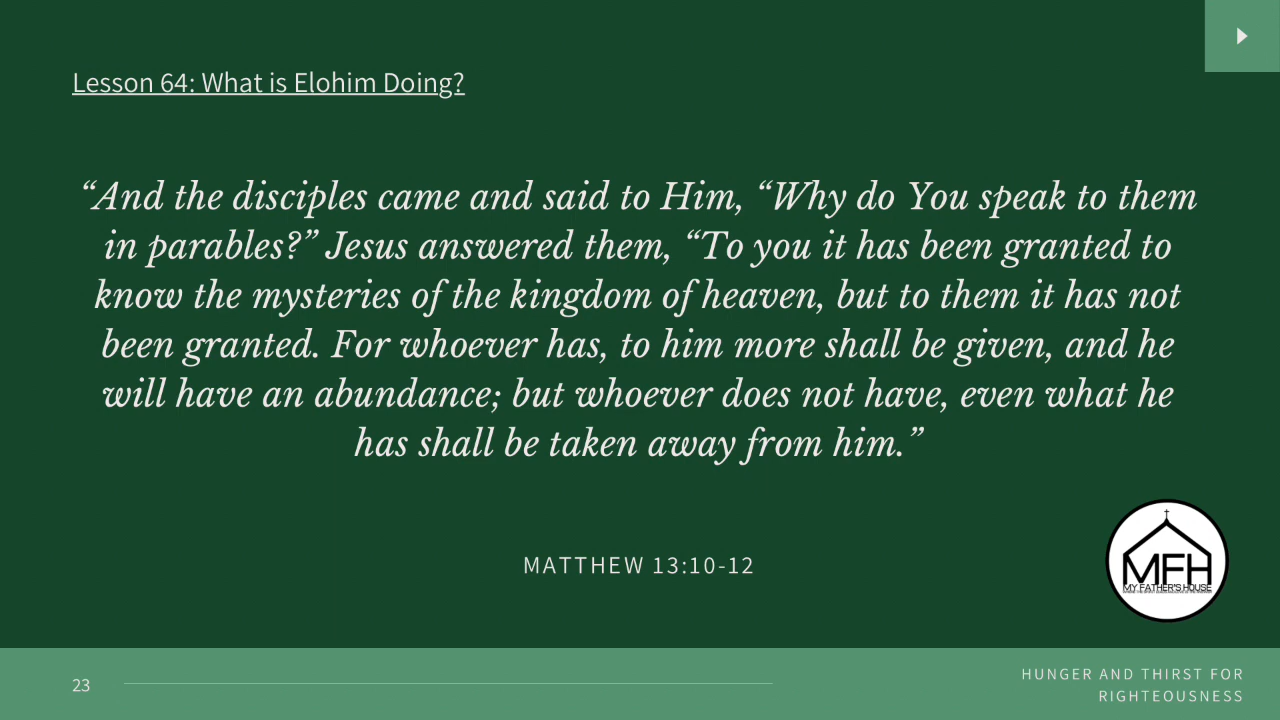 Lesson 64: What is Elohim Doing?
“And the disciples came and said to Him, “Why do You speak to them
in parables?” Jesus answered them, “To you it has been granted to
know the mysteries of the kingdom of heaven, but to them it has not
been granted. For whoever has, to him more shall be given, and he
will have an abundance; but whoever does not have, even what he
has shall be taken away from him.”
MATTHEW 13:10-12
MFH
MY FATHER'S HOUSE
23
HUNGER AND THIRST FOR
RIGHTEOUSNESS